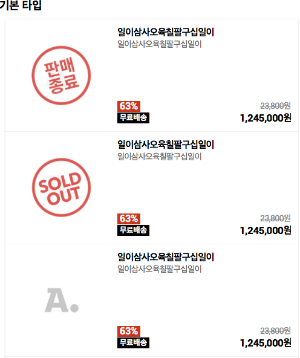 기본 타입
판매
종료
일이삼사오육칠팔구십일이
일이삼사오육칠팔구십일이
63%
23,800원
무료배송
1,245,000원
SOLD
OUT
일이삼사오육칠팔구십일이
일이삼사오육칠팔구십일이
63%
23,800원
무료배송
1,245,000원
A.
일이삼사오육칠팔구십일이
일이삼사오육칠팔구십일이
63%
23,800원
무료배송
1,245,000원